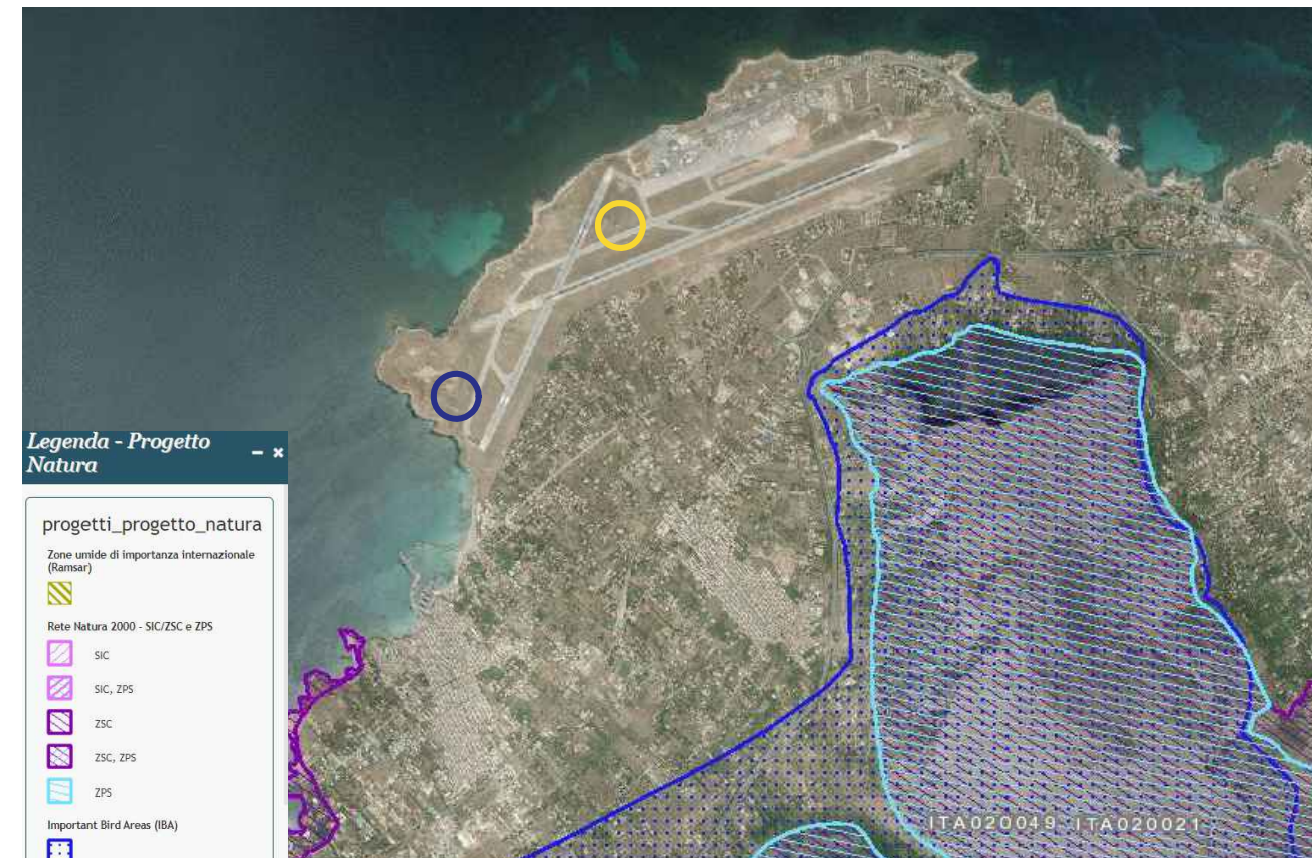 Legenda - Progetto
Natura
progetti_progetto_natura
Zone umide di importanza internazionale
(Ramsar)
Rete Natura 2000 - SIC/ZSC e ZPS
SIC
SIC, ZPS
ZSC
ZSC, ZPS
ZPS
Important Bird Areas (IBA)
ITA020049 ITA020021